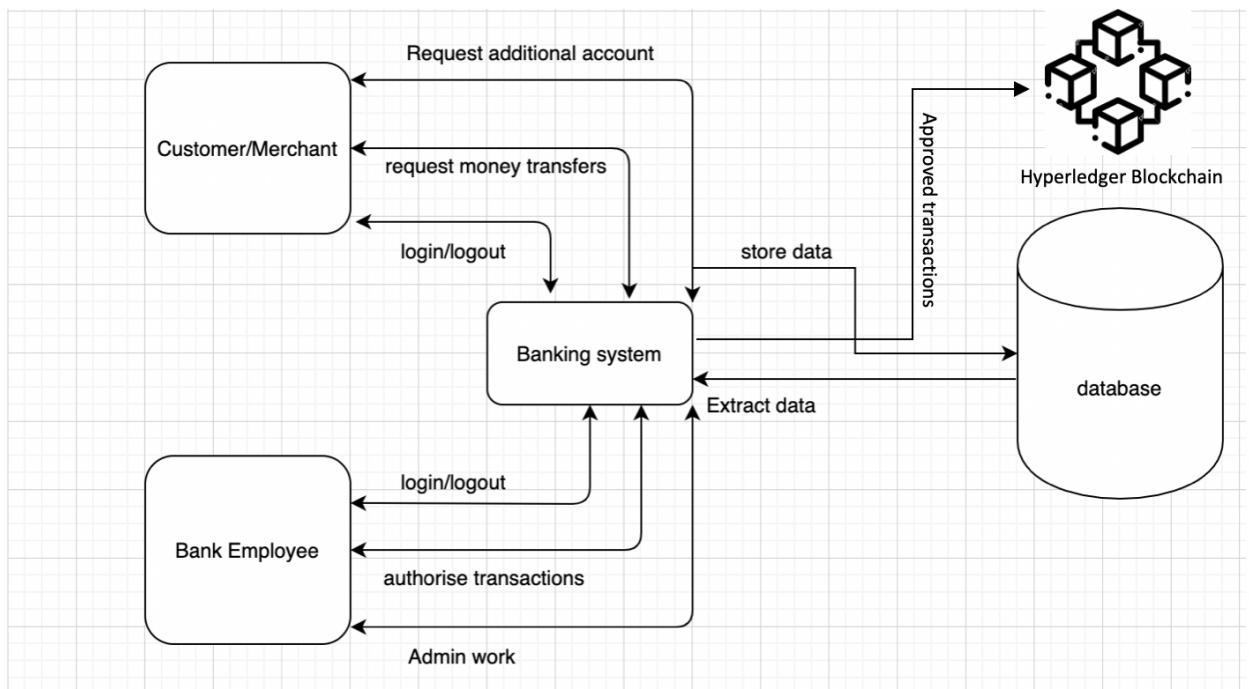 Request additional account
Customer/Merchant
request money transfers
login/logout
store data
Approved transactions
Hyperledger Blockchain
Banking system
database
Extract data
login/logout
Bank Employee
authorise transactions
Admin work